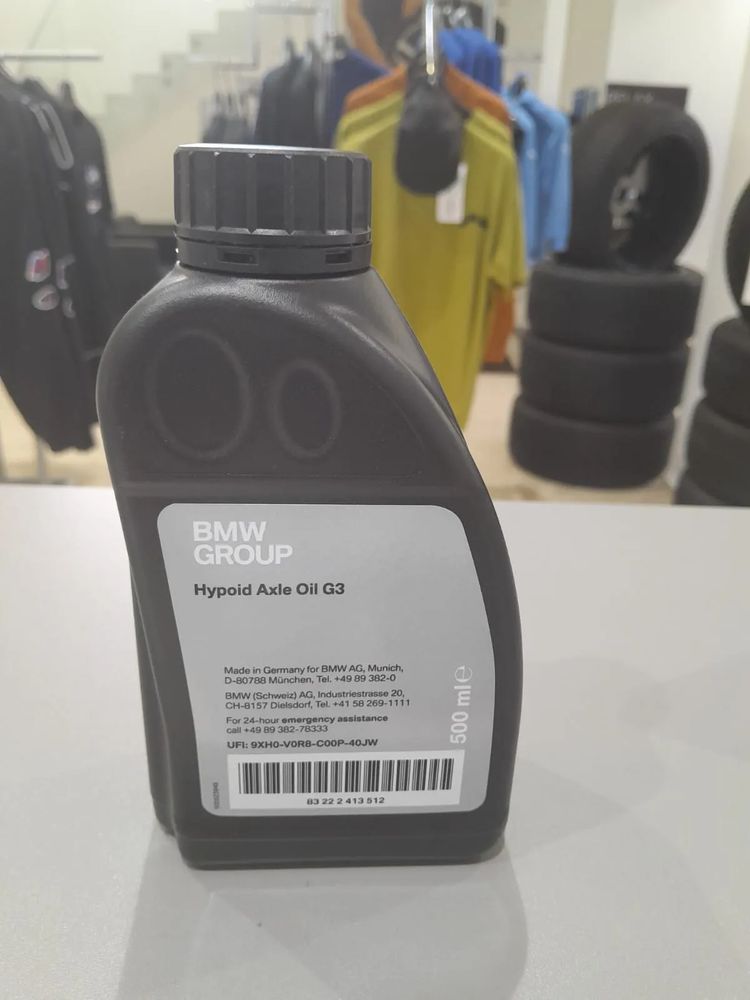 BMW
GROUP
Hypoid Axle Oil G3
Made in Germany for BMW AG, Munich,
D-80788 München, Tel. +49 89 382-0
BMW (Schweiz) AG, Industriestrasse 20,
CH-8157 Dielsdorf, Tel. +41 58 269-1111
For 24-hour emergency assistance
call +49 89 382-78333
UFI: 9XH0-V0R8-C00P-40JW
500 ml ℮
83 22 2 413 512